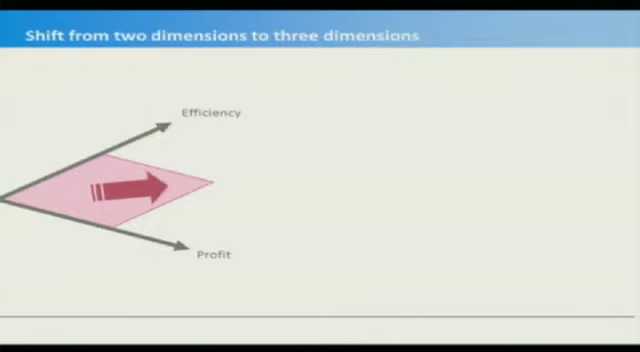 Shift from two dimensions to three dimensions
Efficiency
Profit